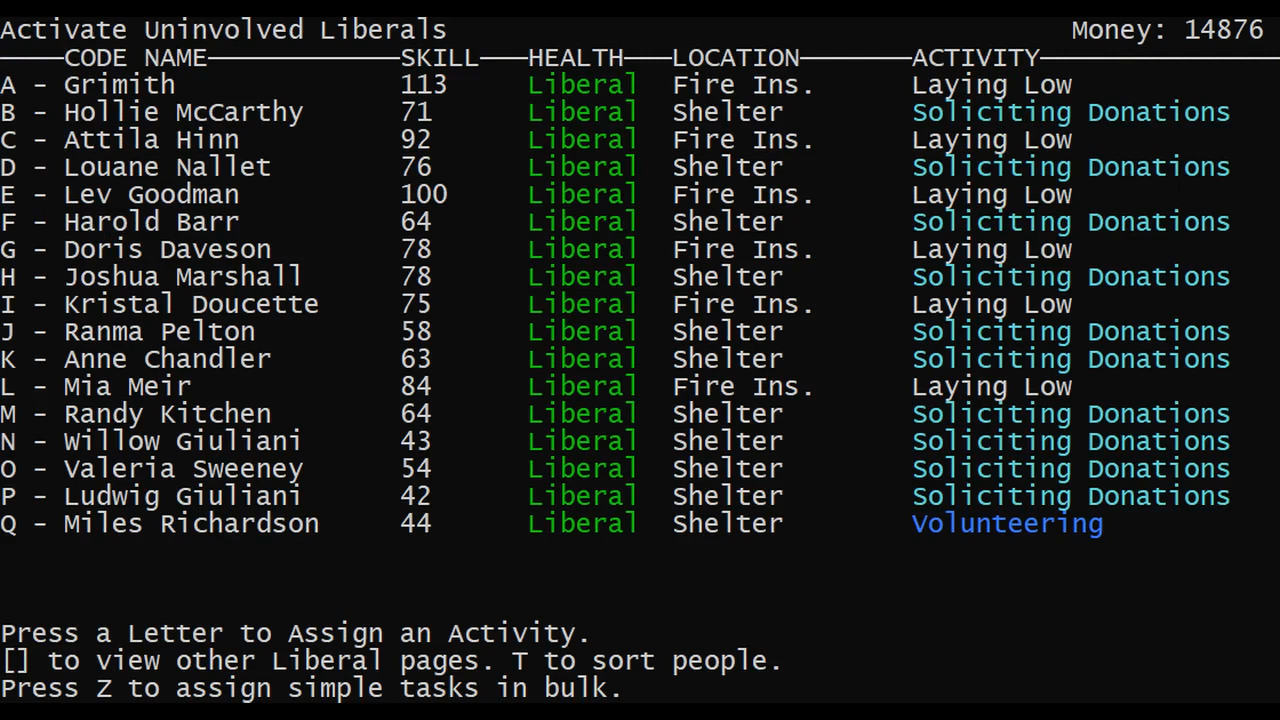 Activate Uninvolved Liberals Money: 14876
CODE NAME SKILL HEALTH LOCATION ACTIVITY
A - Grimith 113 Liberal Fire Ins. Laying Low
B - Hollie McCarthy 71 Liberal Shelter Soliciting Donations
C - Attila Hinn 92 Liberal Fire Ins. Laying Low
D - Louane Nallet 76 Liberal Shelter Soliciting Donations
E - Lev Goodman 100 Liberal Fire Ins. Laying Low
F - Harold Barr 64 Liberal Shelter Soliciting Donations
G - Doris Daveson 78 Liberal Fire Ins. Laying Low
H - Joshua Marshall 78 Liberal Shelter Soliciting Donations
I - Kristal Doucette 75 Liberal Fire Ins. Laying Low
J - Ranma Pelton 58 Liberal Shelter Soliciting Donations
K - Anne Chandler 63 Liberal Shelter Soliciting Donations
L - Mia Meir 84 Liberal Fire Ins. Laying Low
M - Randy Kitchen 64 Liberal Shelter Soliciting Donations
N - Willow Giuliani 43 Liberal Shelter Soliciting Donations
O - Valeria Sweeney 54 Liberal Shelter Soliciting Donations
P - Ludwig Giuliani 42 Liberal Shelter Soliciting Donations
Q - Miles Richardson 44 Liberal Shelter Volunteering
Press a Letter to Assign an Activity.
[] to view other Liberal pages. T to sort people.
Press Z to assign simple tasks in bulk.